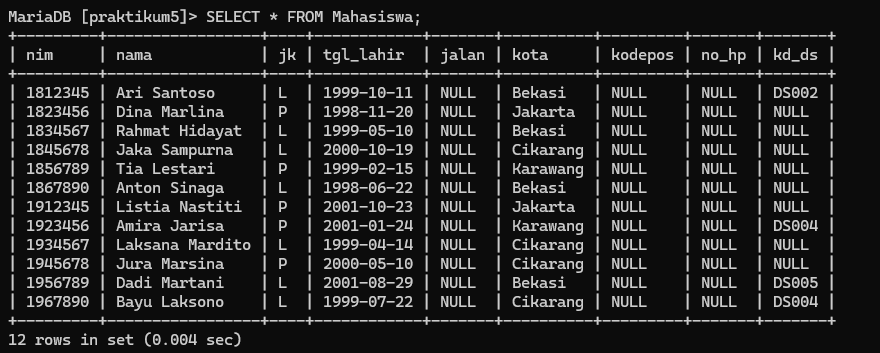 MariaDB [praktikum5]> SELECT * FROM Mahasiswa;
+---------+-----------------+----+------------+-------+----------+---------+-------+-------+
| nim     | nama            | jk | tgl_lahir  | jalan | kota     | kodepos | no_hp | kd_ds |
+---------+-----------------+----+------------+-------+----------+---------+-------+-------+
| 1812345 | Ari Santoso     | L  | 1999-10-11 | NULL  | Bekasi   | NULL    | NULL  | DS002 |
| 1823456 | Dina Marlina    | P  | 1998-11-20 | NULL  | Jakarta  | NULL    | NULL  | NULL  |
| 1834567 | Rahmat Hidayat  | L  | 1999-05-10 | NULL  | Bekasi   | NULL    | NULL  | NULL  |
| 1845678 | Jaka Sampurna   | L  | 2000-10-19 | NULL  | Cikarang | NULL    | NULL  | NULL  |
| 1856789 | Tia Lestari     | P  | 1999-02-15 | NULL  | Karawang | NULL    | NULL  | NULL  |
| 1867890 | Anton Sinaga    | L  | 1998-06-22 | NULL  | Bekasi   | NULL    | NULL  | NULL  |
| 1912345 | Listia Nastiti  | P  | 2001-10-23 | NULL  | Jakarta  | NULL    | NULL  | NULL  |
| 1923456 | Amira Jarisa    | P  | 2001-01-24 | NULL  | Karawang | NULL    | NULL  | DS004 |
| 1934567 | Laksana Mardito | L  | 1999-04-14 | NULL  | Cikarang | NULL    | NULL  | NULL  |
| 1945678 | Jura Marsina    | P  | 2000-05-10 | NULL  | Cikarang | NULL    | NULL  | NULL  |
| 1956789 | Dadi Martani    | L  | 2001-08-29 | NULL  | Bekasi   | NULL    | NULL  | DS005 |
| 1967890 | Bayu Laksono    | L  | 1999-07-22 | NULL  | Cikarang | NULL    | NULL  | DS004 |
+---------+-----------------+----+------------+-------+----------+---------+-------+-------+
12 rows in set (0.004 sec)